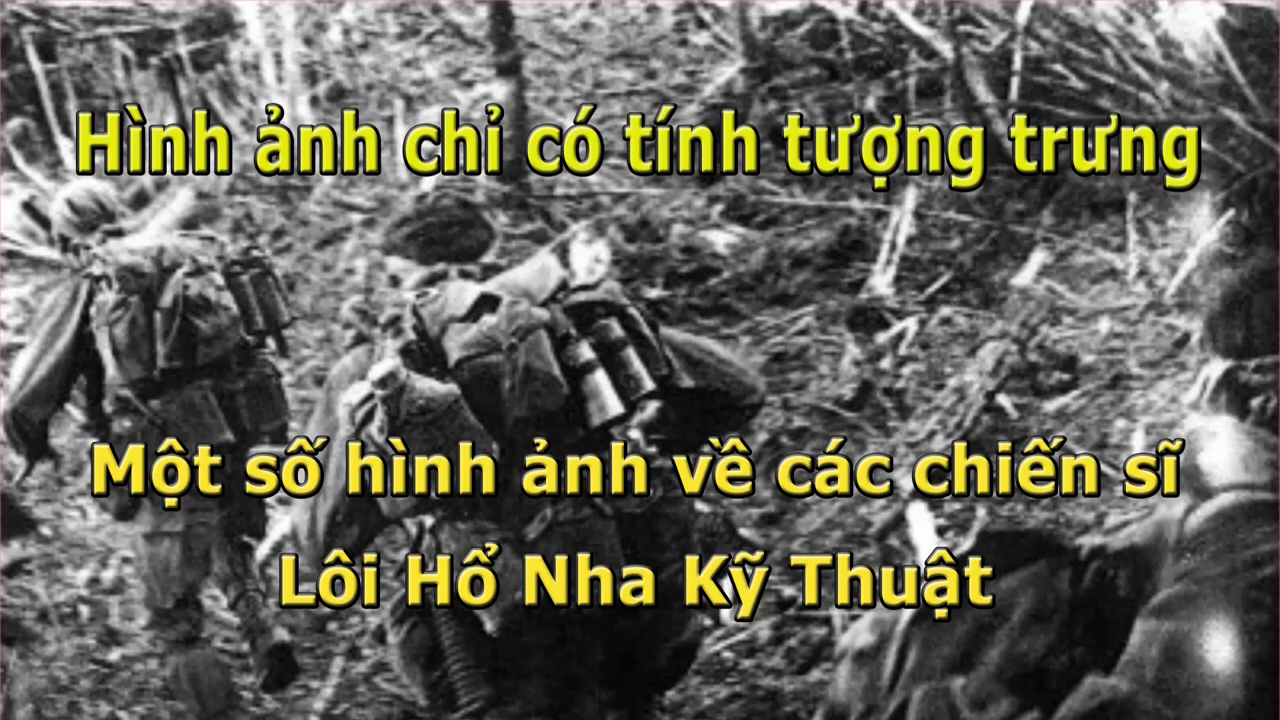 Hình ảnh chỉ có tính tượng trưng
Một số hình ảnh về các chiến sĩ
Lôi Hổ Nha Kỹ Thuật